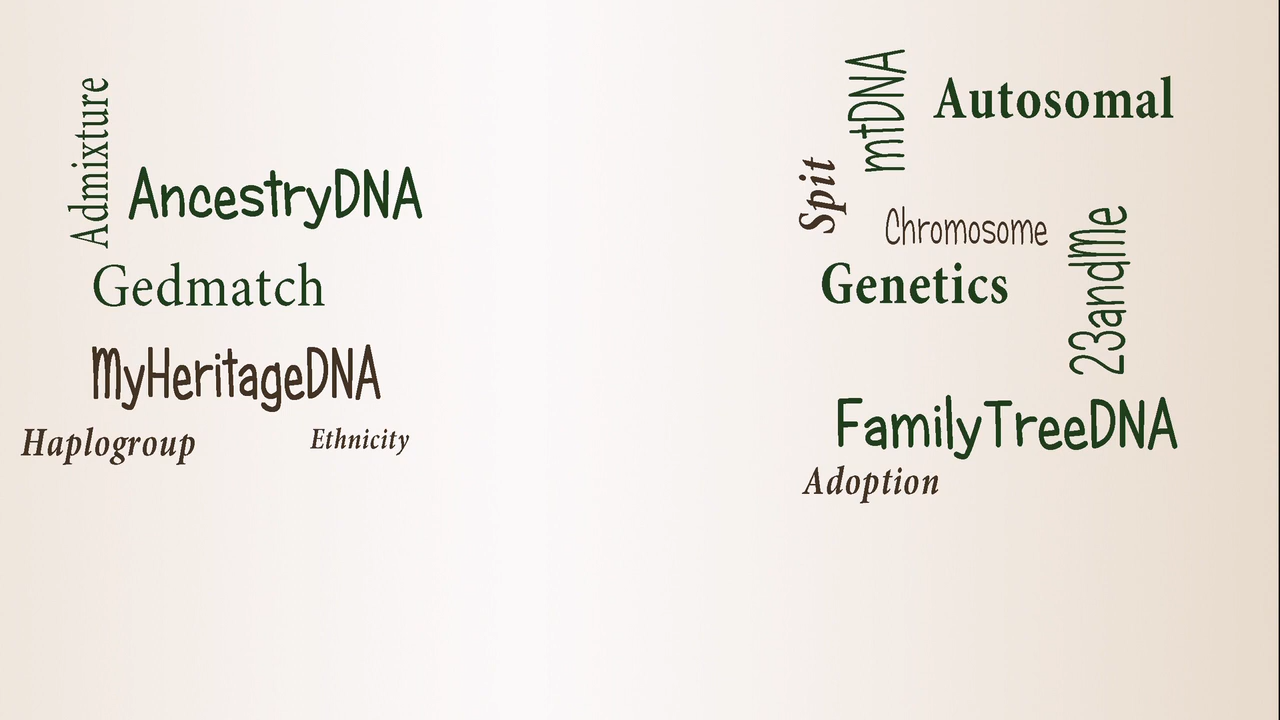 Admixture
AncestryDNA
Gedmatch
MyHeritageDNA
Haplogroup
Ethnicity
mtDNA
Autosomal
Spit
Chromosome
23andMe
Genetics
FamilyTreeDNA
Adoption